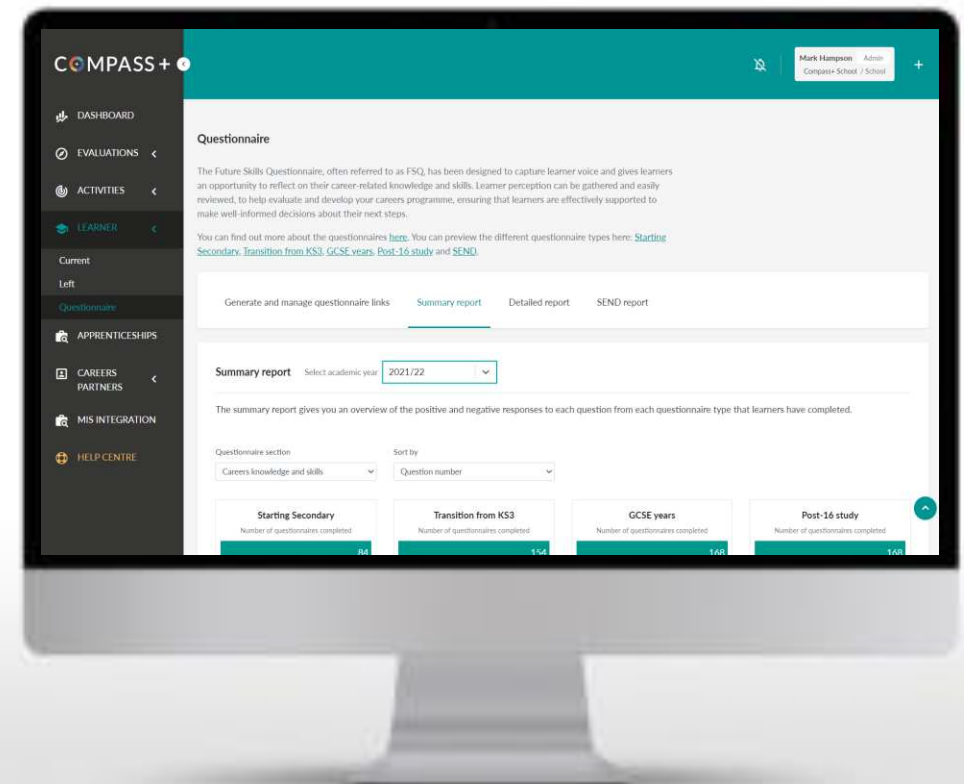 COMPASS+
Mark Hampson Admin
Compass+ School / School
+
DASHBOARD
EVALUATIONS
ACTIVITIES
LEARNER
Current
Left
Questionnaire
APPRENTICESHIPS
CAREERS
PARTNERS
MIS INTEGRATION
HELP CENTRE
Questionnaire
The Future Skills Questionnaire, often referred to as FSQ, has been designed to capture learner voice and gives learners
an opportunity to reflect on their career-related knowledge and skills. Learner perception can be gathered and easily
reviewed, to help evaluate and develop your careers programme, ensuring that learners are effectively supported to
make well-informed decisions about their next steps.
You can find out more about the questionnaires here. You can preview the different questionnaire types here: Starting
Secondary, Transition from KS3, GCSE years, Post-16 study and SEND.
Generate and manage questionnaire links Summary report Detailed report SEND report
Summary report Select academic year 2021/22
The summary report gives you an overview of the positive and negative responses to each question from each questionnaire type that learners have completed.
Questionnaire section Sort by
Careers knowledge and skills Question number
Starting Secondary Transition from KS3 GCSE years Post-16 study
Number of questionnaires completed Number of questionnaires completed Number of questionnaires completed Number of questionnaires completed
84 154 168 168